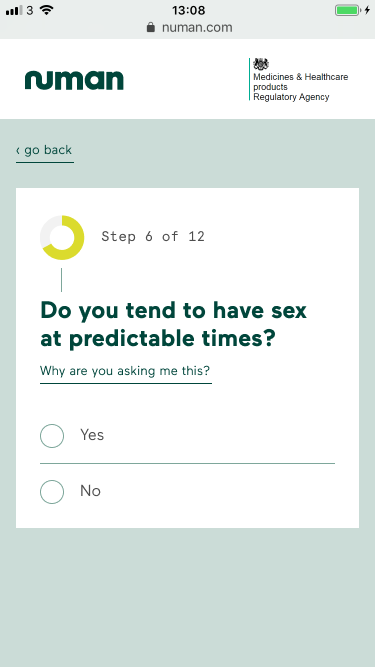 3 13:08
numan.com
numan
Medicines & Healthcare
products
Regulatory Agency
‹ go back
Step 6 of 12
Do you tend to have sex
at predictable times?
Why are you asking me this?
Yes
No